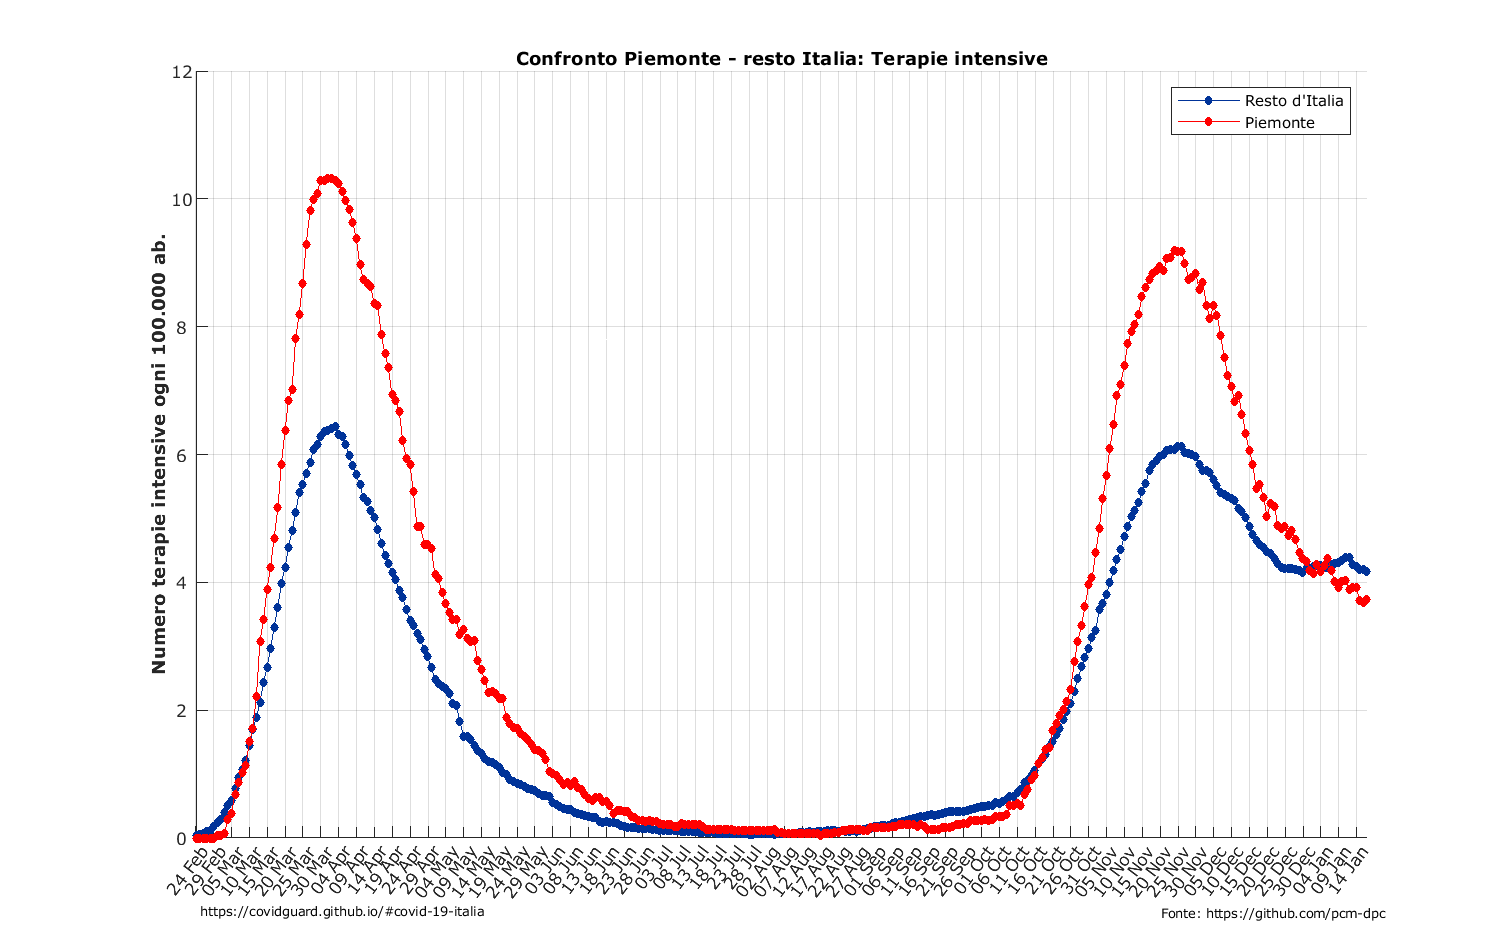 Confronto Piemonte - resto Italia: Terapie intensive
Numero terapie intensive ogni 100.000 ab.
12
10
8
6
4
2
0
Resto d'Italia
Piemonte
24 Feb
29 Feb
05 Mar
10 Mar
15 Mar
20 Mar
25 Mar
30 Mar
04 Apr
09 Apr
14 Apr
19 Apr
24 Apr
29 Apr
04 May
09 May
14 May
19 May
24 May
29 May
03 Jun
08 Jun
13 Jun
18 Jun
23 Jun
28 Jun
03 Jul
08 Jul
13 Jul
18 Jul
23 Jul
28 Jul
02 Aug
07 Aug
12 Aug
17 Aug
22 Aug
27 Aug
01 Sep
06 Sep
11 Sep
16 Sep
21 Sep
26 Sep
01 Oct
06 Oct
11 Oct
16 Oct
21 Oct
26 Oct
31 Oct
05 Nov
10 Nov
15 Nov
20 Nov
25 Nov
30 Nov
05 Dec
10 Dec
15 Dec
20 Dec
25 Dec
30 Dec
04 Jan
09 Jan
14 Jan
https://covidguard.github.io/#covid-19-italia
Fonte: https://github.com/pcm-dpc